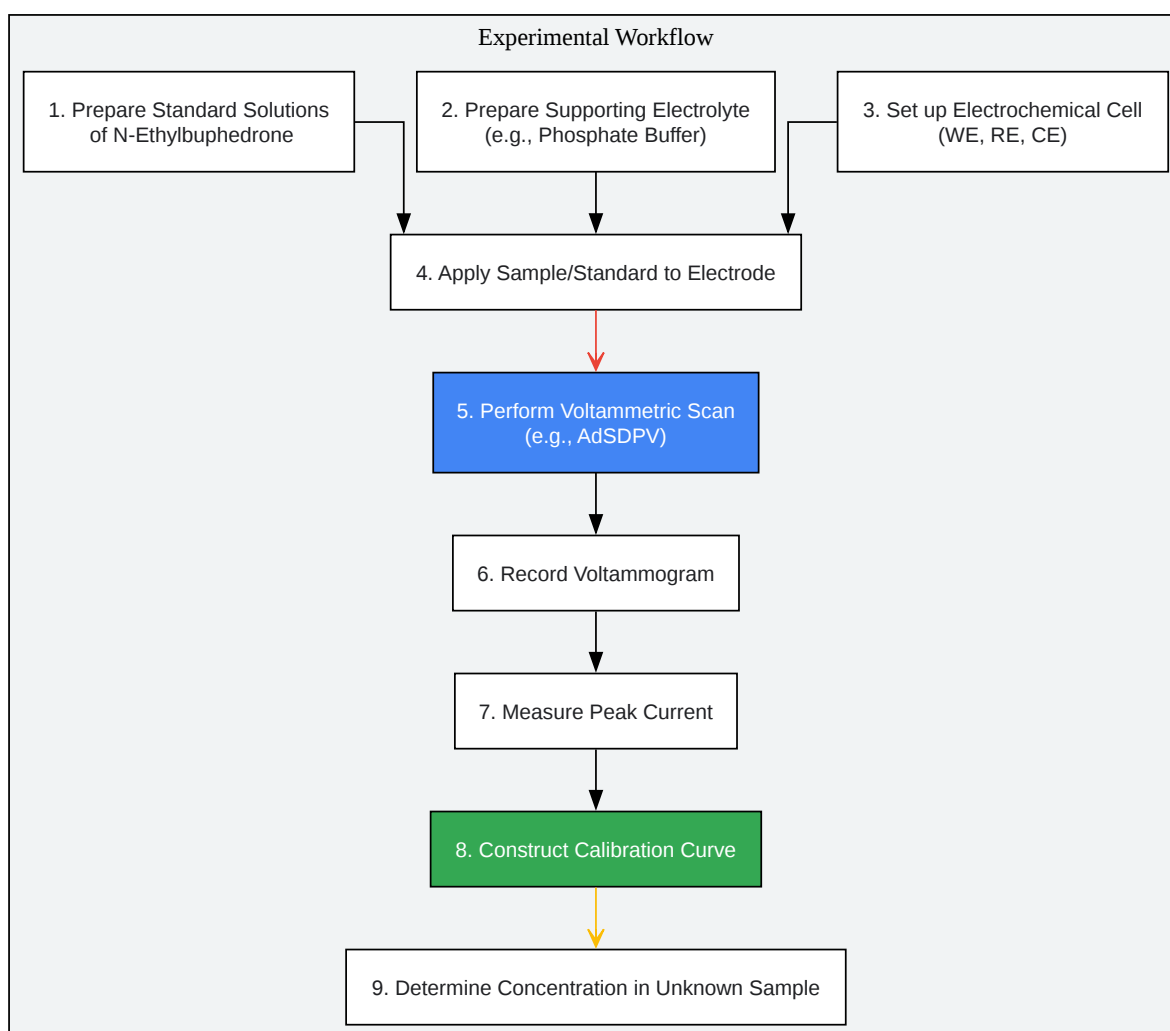 Experimental Workflow
1. Prepare Standard Solutions
of N-Ethylbuphedrone
2. Prepare Supporting Electrolyte
(e.g., Phosphate Buffer)
3. Set up Electrochemical Cell
(WE, RE, CE)
4. Apply Sample/Standard to Electrode
5. Perform Voltammetric Scan
(e.g., AdSDPV)
6. Record Voltammogram
7. Measure Peak Current
8. Construct Calibration Curve
9. Determine Concentration in Unknown Sample